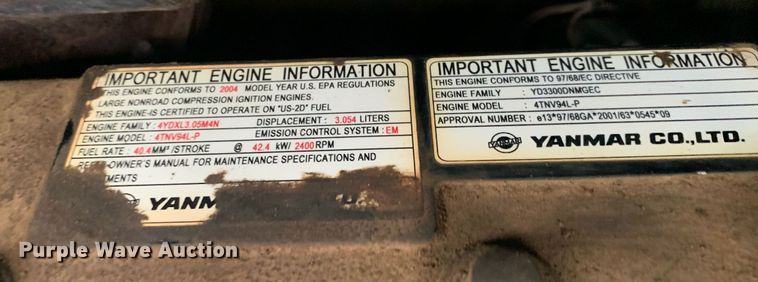 IMPORTANT ENGINE INFORMATION
THIS ENGINE CONFORMS TO 2004 MODEL YEAR U.S. EPA REGULATIONS
LARGE NONROAD COMPRESSION IGNITION ENGINES.
THIS ENGINE IS CERTIFIED TO OPERATE ON "US-2D" FUEL
ENGINE FAMILY : 4YDXL3.05M4N DISPLACEMENT : 3.054 LITERS
ENGINE MODEL : 4TNV94L-P EMISSION CONTROL SYSTEM : EM
FUEL RATE : 40.4 MM³/STROKE @ 42.4 kW/ 2400 RPM
OWNER'S MANUAL FOR MAINTENANCE SPECIFICATIONS AND
YANM
IMPORTANT ENGINE INFORMATION
THIS ENGINE CONFORMS TO 97/68/EC DIRECTIVE
ENGINE FAMILY : YD3300DNMGEC
ENGINE MODEL : 4TNV94L-P
APPROVAL NUMBER : e13*97/68GA*2001/63*0545*09
YANMAR YANMAR CO.,LTD.
Purple Wave Auction